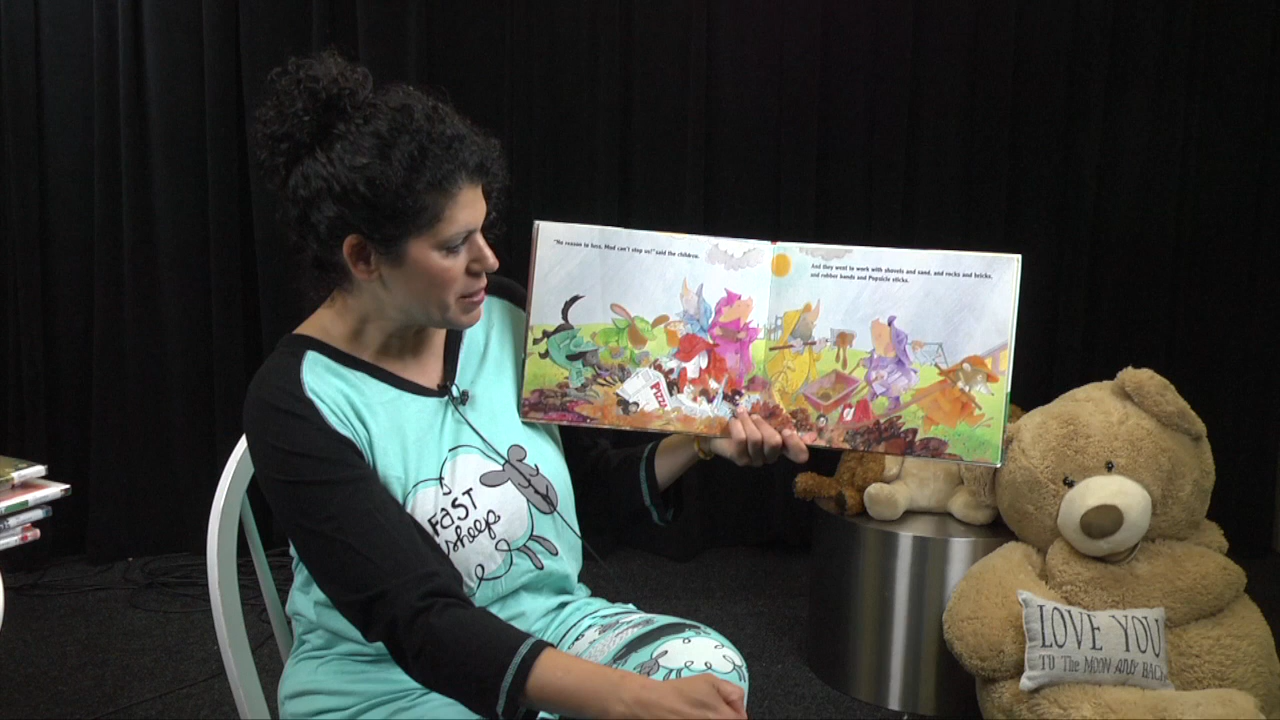 "No reason to fuss, Mud can't stop us!" said the children.
And they went to work with shovels and sand, and rocks and bricks,
and rubber bands and Popsicle sticks.
PIZZA
FAST
sheep
LOVE YOU
TO The MOON AND BACK